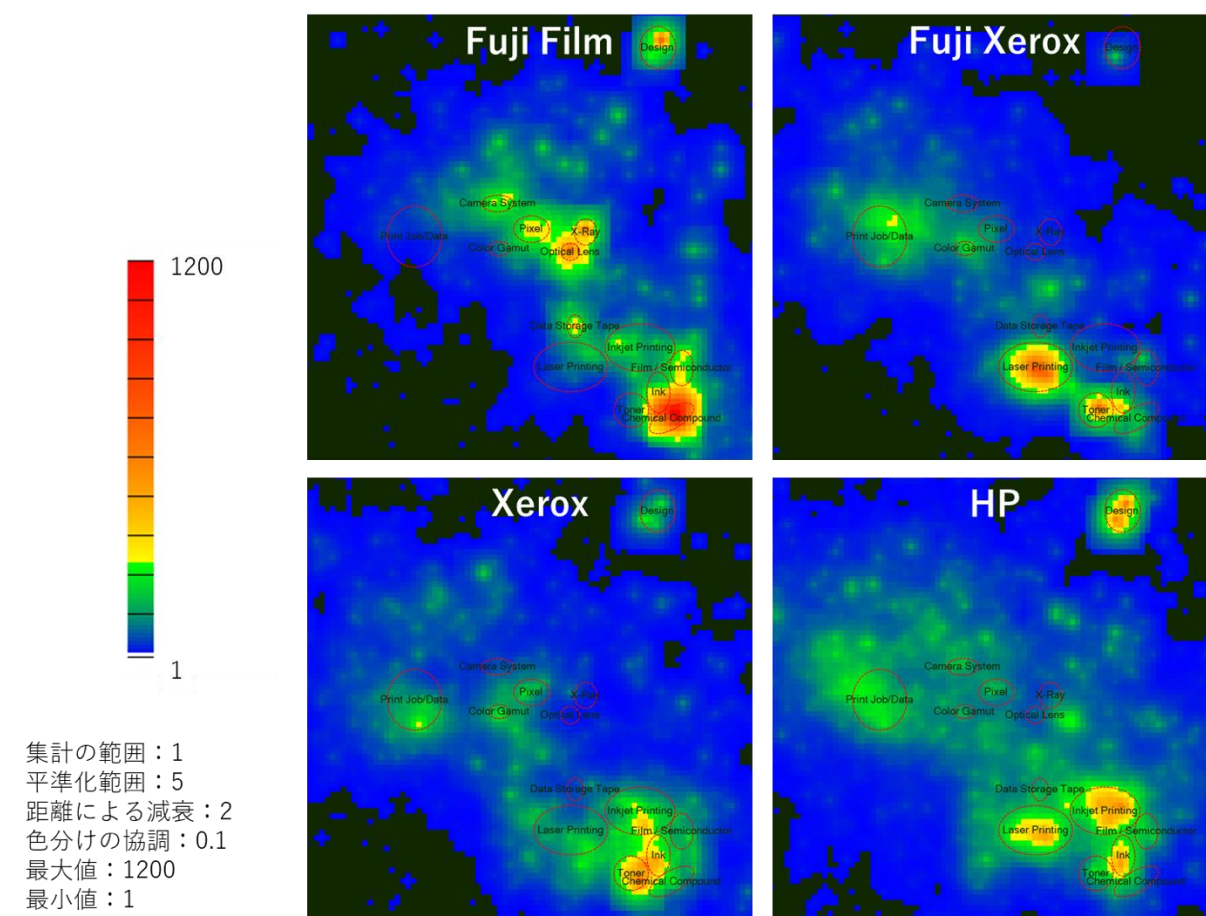 1200
1
集計の範囲：1
平準化範囲：5
距離による減衰：2
色分けの協調：0.1
最大値：1200
最小値：1
Fuji Film
Design
Camera System
Print Job/Data
Pixel
X-Ray
Color Gamut
Optical Lens
Data Storage Tape
Inkjet Printing
Laser Printing
Film / Semiconductor
Ink
Toner
Chemical Compound
Fuji Xerox
Design
Camera System
Print Job/Data
Pixel
X-Ray
Color Gamut
Optical Lens
Data Storage Tape
Inkjet Printing
Laser Printing
Film / Semiconductor
Ink
Toner
Chemical Compou
Xerox
Design
Camera System
Print Job/Data
Pixel
X-Ray
Color Gamut
Optical Lens
Data Storage Tape
Inkjet Printing
Laser Printing
Film / Semiconductor
Ink
Toner
Chemical Compound
HP
Design
Camera System
Print Job/Data
Pixel
X-Ray
Color Gamut
Optical Lens
Data Storage Tape
Inkjet Printing
Laser Printing
Film / Semiconductor
Ink
Toner
Chemical Compoun